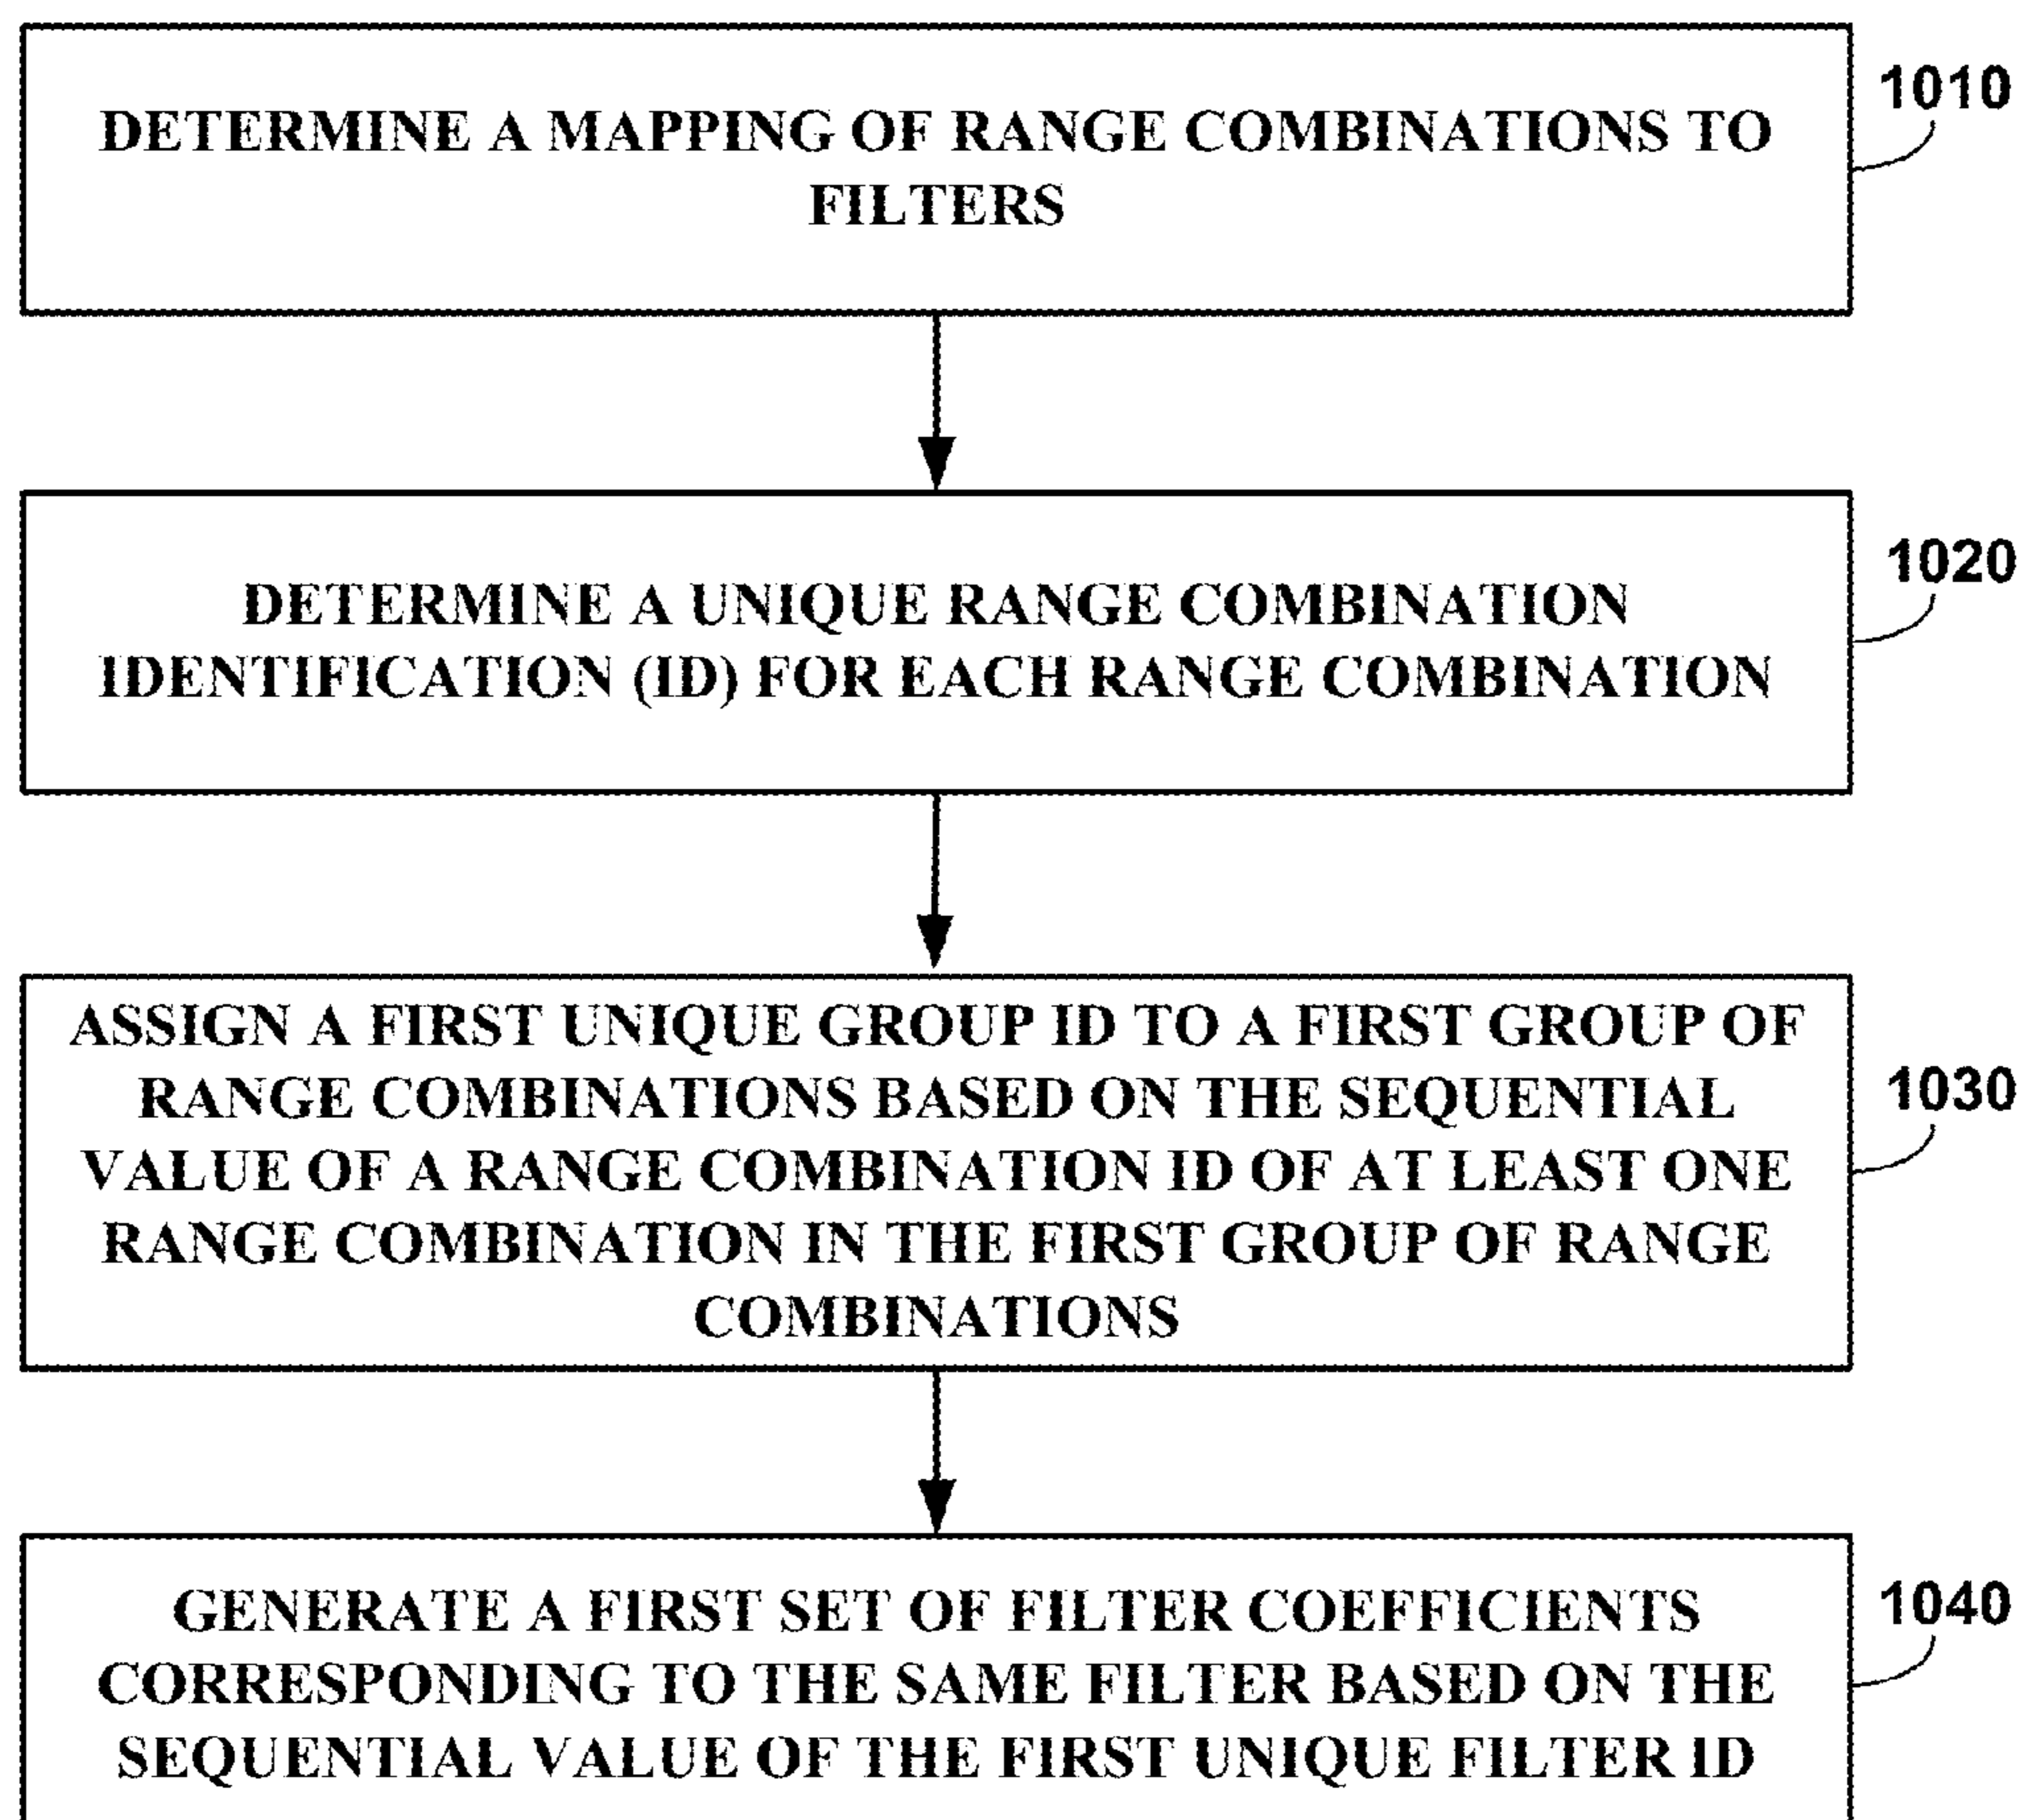 DETERMINE A MAPPING OF RANGE COMBINATIONS TO
FILTERS
1010
DETERMINE A UNIQUE RANGE COMBINATION
IDENTIFICATION (ID) FOR EACH RANGE COMBINATION
1020
ASSIGN A FIRST UNIQUE GROUP ID TO A FIRST GROUP OF
RANGE COMBINATIONS BASED ON THE SEQUENTIAL
VALUE OF A RANGE COMBINATION ID OF AT LEAST ONE
RANGE COMBINATION IN THE FIRST GROUP OF RANGE
COMBINATIONS
1030
GENERATE A FIRST SET OF FILTER COEFFICIENTS
CORRESPONDING TO THE SAME FILTER BASED ON THE
SEQUENTIAL VALUE OF THE FIRST UNIQUE FILTER ID
1040